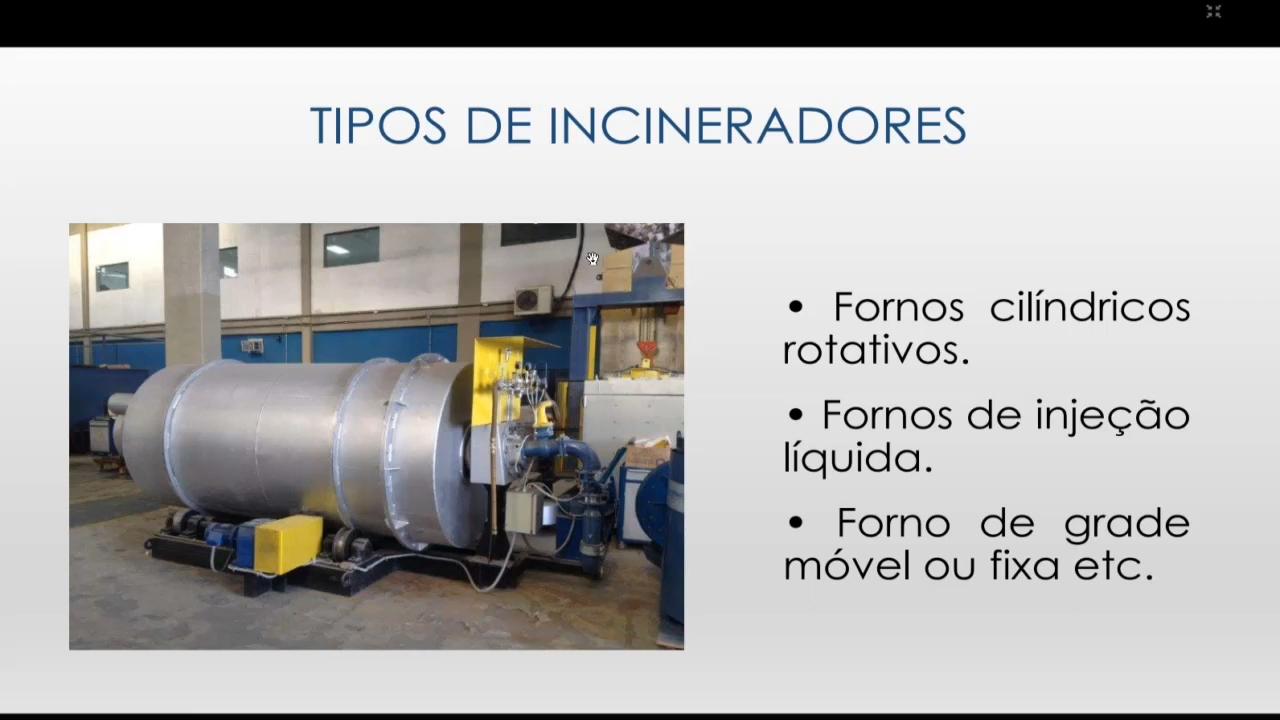 TIPOS DE INCINERADORES
• Fornos cilíndricos
rotativos.
• Fornos de injeção
líquida.
• Forno de grade
móvel ou fixa etc.